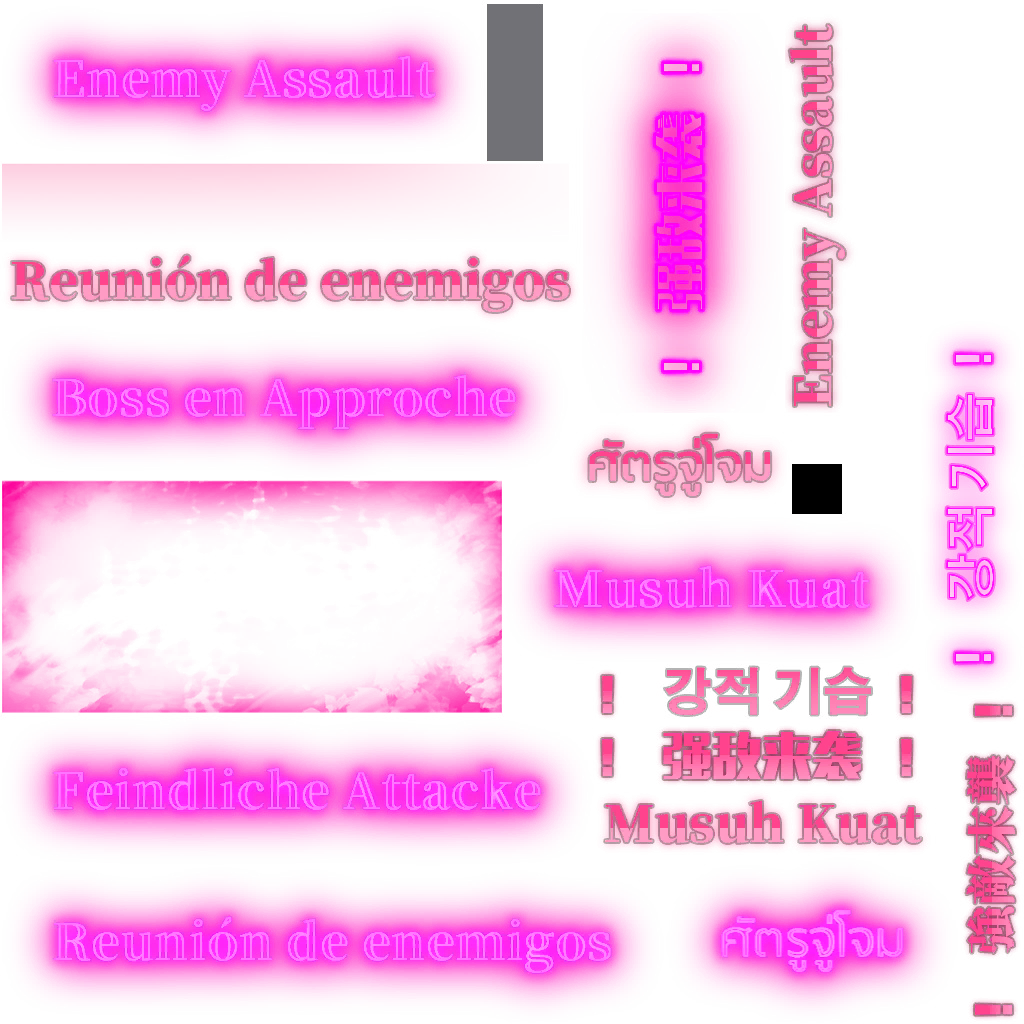 Enemy Assault
! 强敌来袭 !
Enemy Assault
Reunión de enemigos
Boss en Approche
! 강적 기습 !
ศัตรูจู่โจม
Musuh Kuat
! 강적 기습 !
! 强敌来袭 !
Musuh Kuat
Feindliche Attacke
! 強敵來襲 !
Reunión de enemigos
ศัตรูจู่โจม